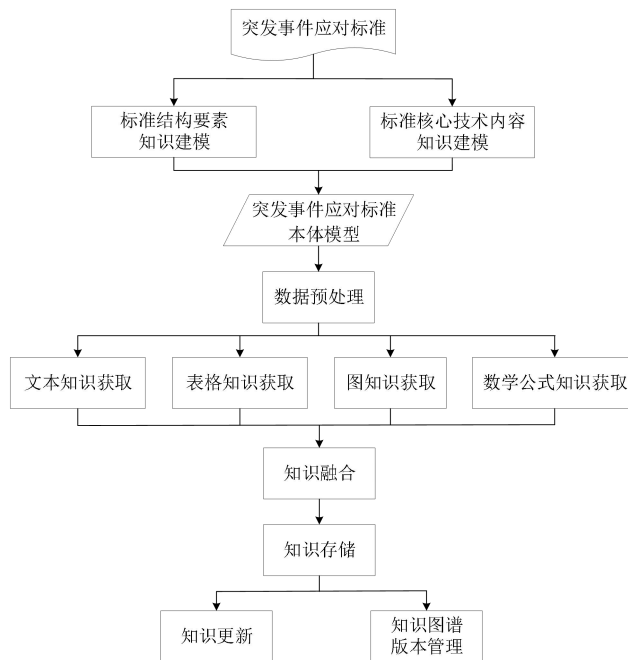 突发事件应对标准
标准结构要素
知识建模
标准核心技术内容
知识建模
突发事件应对标准
本体模型
数据预处理
文本知识获取
表格知识获取
图知识获取
数学公式知识获取
知识融合
知识存储
知识更新
知识图谱
版本管理